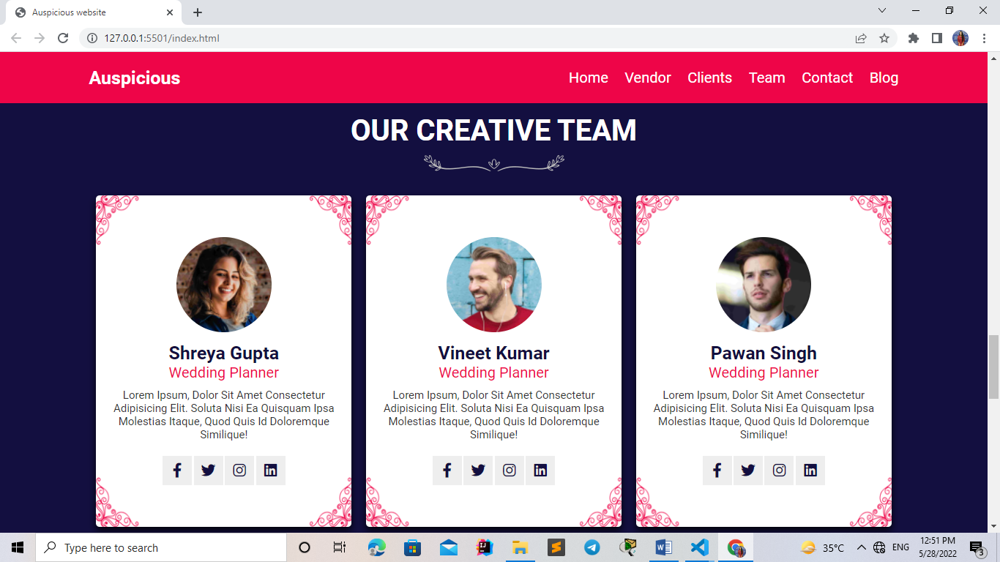 Auspicious website
127.0.0.1:5501/index.html
Auspicious
Home Vendor Clients Team Contact Blog
OUR CREATIVE TEAM
Shreya Gupta
Wedding Planner
Lorem Ipsum, Dolor Sit Amet Consectetur
Adipisicing Elit. Soluta Nisi Ea Quisquam Ipsa
Molestias Itaque, Quod Quis Id Doloremque
Similique!
Vineet Kumar
Wedding Planner
Lorem Ipsum, Dolor Sit Amet Consectetur
Adipisicing Elit. Soluta Nisi Ea Quisquam Ipsa
Molestias Itaque, Quod Quis Id Doloremque
Similique!
Pawan Singh
Wedding Planner
Lorem Ipsum, Dolor Sit Amet Consectetur
Adipisicing Elit. Soluta Nisi Ea Quisquam Ipsa
Molestias Itaque, Quod Quis Id Doloremque
Similique!
Type here to search
35°C
ENG
12:51 PM
5/28/2022
3